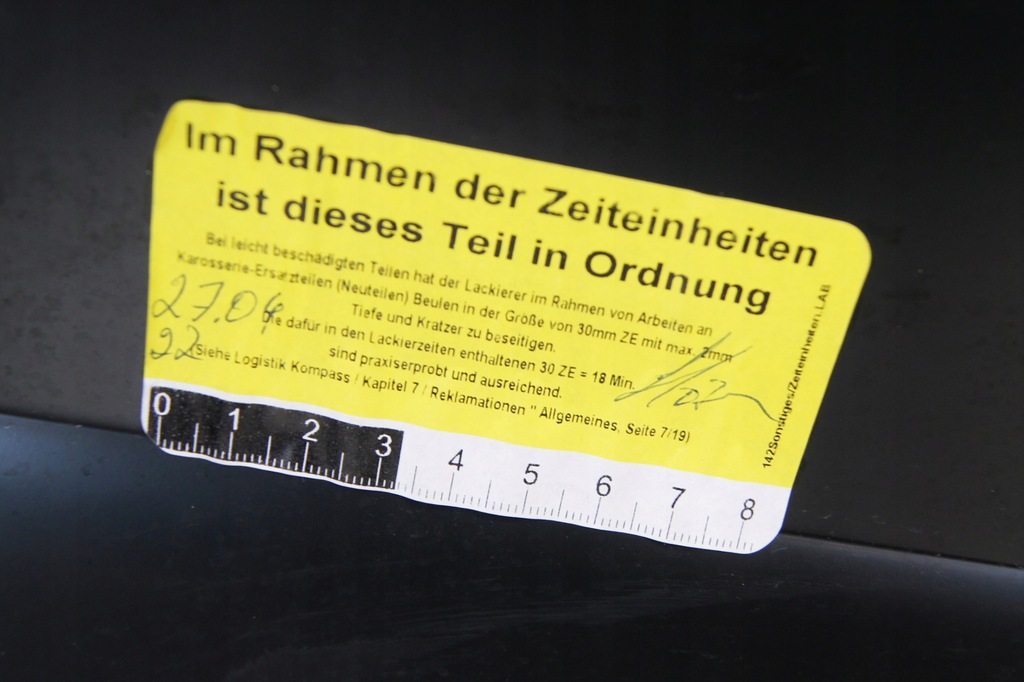 Im Rahmen der Zeiteinheiten
ist dieses Teil in Ordnung
Bei leicht beschädigten Teilen hat der Lackierer im Rahmen von Arbeiten an
Karosserie-Ersatzteilen (Neuteilen) Beulen in der Größe von 30mm ZE mit max. 2mm
Tiefe und Kratzer zu beseitigen.
Die dafür in den Lackierzeiten enthaltenen 30 ZE = 18 Min.
sind praxiserprobt und ausreichend.
(Siehe Logistik Kompass / Kapitel 7 / Reklamationen " Allgemeines, Seite 7/19)
27.04
22
142Sonstiges/Zeiteinheiten.LAB
0 1 2 3 4 5 6 7 8